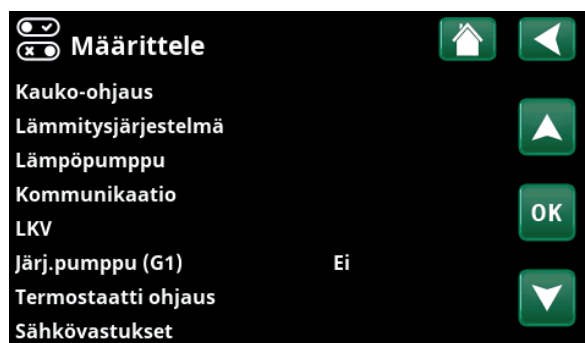 Määrittele
Kauko-ohjaus
Lämmitysjärjestelmä
Lämpöpumppu
Kommunikaatio
LKV
OK
Järj.pumppu (G1) Ei
Termostaatti ohjaus
Sähkövastukset